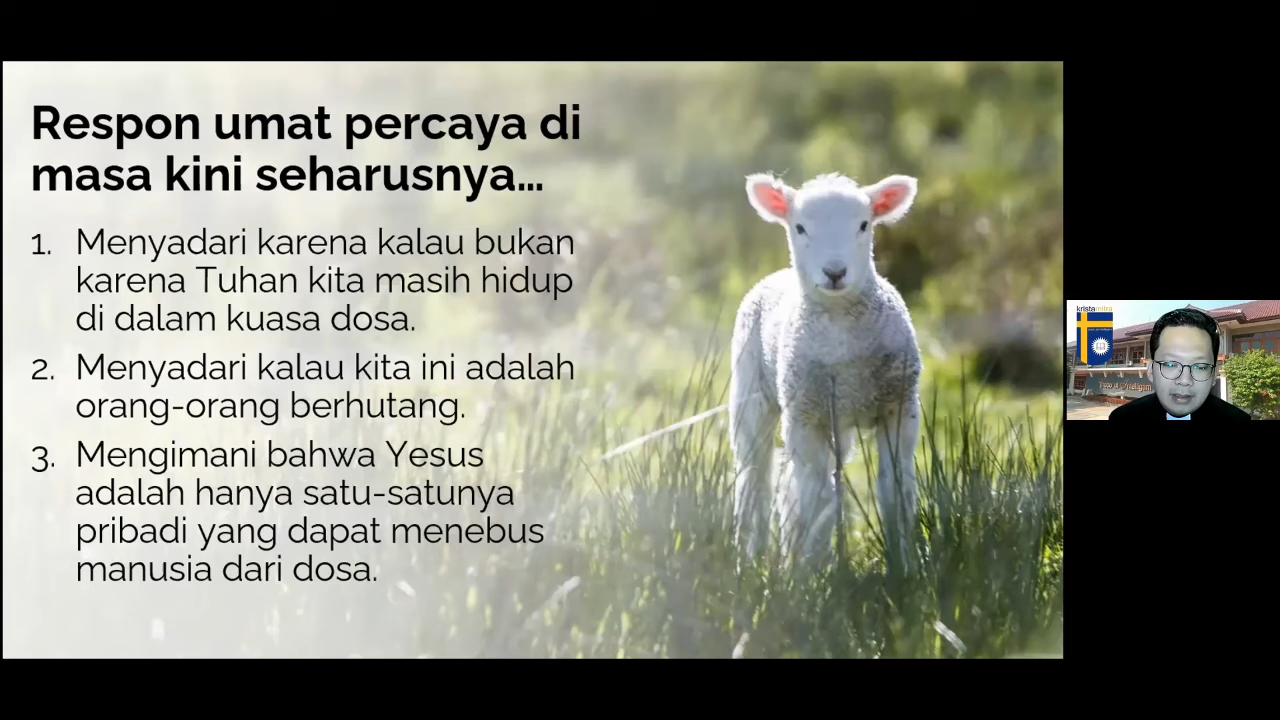 Respon umat percaya di
masa kini seharusnya...
1. Menyadari karena kalau bukan
karena Tuhan kita masih hidup
di dalam kuasa dosa.
2. Menyadari kalau kita ini adalah
orang-orang berhutang.
3. Mengimani bahwa Yesus
adalah hanya satu-satunya
pribadi yang dapat menebus
manusia dari dosa.
kristamitra